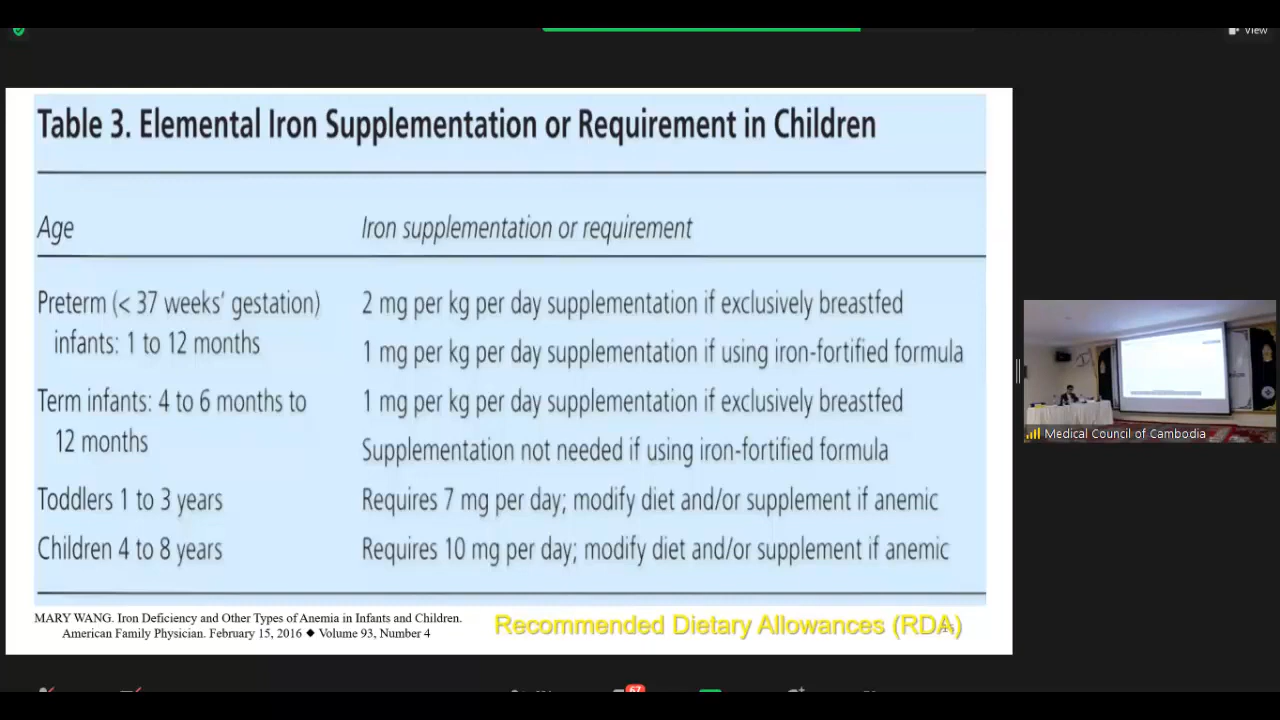 View
Table 3. Elemental Iron Supplementation or Requirement in Children
Age
Iron supplementation or requirement
Preterm (< 37 weeks' gestation)
infants: 1 to 12 months
2 mg per kg per day supplementation if exclusively breastfed
1 mg per kg per day supplementation if using iron-fortified formula
Term infants: 4 to 6 months to
12 months
1 mg per kg per day supplementation if exclusively breastfed
Supplementation not needed if using iron-fortified formula
Toddlers 1 to 3 years
Requires 7 mg per day; modify diet and/or supplement if anemic
Children 4 to 8 years
Requires 10 mg per day; modify diet and/or supplement if anemic
MARY WANG. Iron Deficiency and Other Types of Anemia in Infants and Children.
American Family Physician. February 15, 2016 ◆ Volume 93, Number 4
Recommended Dietary Allowances (RDA)
Medical Council of Cambodia
67